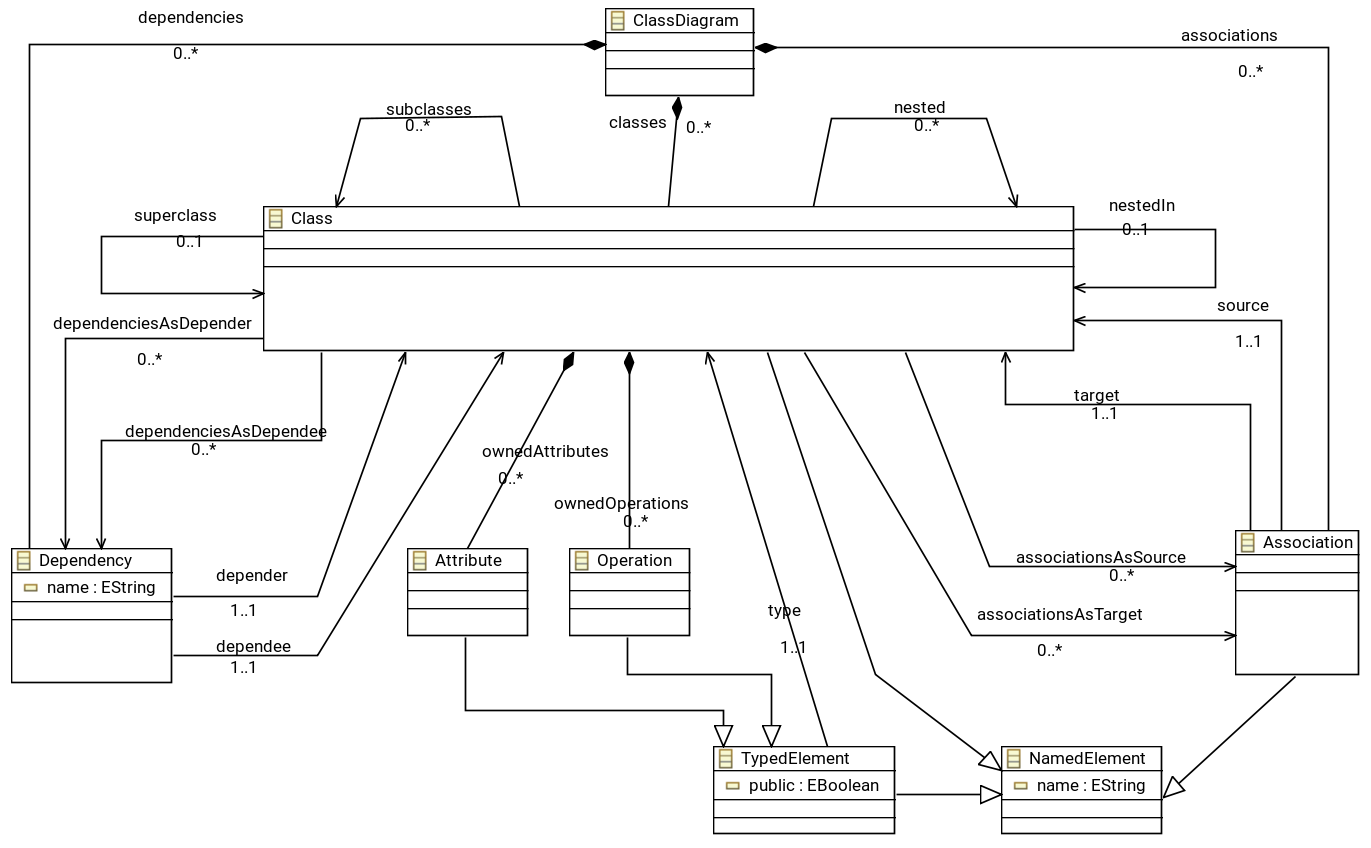 dependencies
0..*
ClassDiagram
associations
0..*
subclasses
0..*
classes
0..*
nested
0..*
superclass
0..1
Class
nestedIn
0..1
dependenciesAsDepender
0..*
source
1..1
target
1..1
dependenciesAsDependee
0..*
ownedAttributes
0..*
ownedOperations
0..*
Dependency
name : EString
depender
1..1
dependee
1..1
Attribute
Operation
type
1..1
associationsAsSource
0..*
associationsAsTarget
0..*
Association
TypedElement
public : EBoolean
NamedElement
name : EString